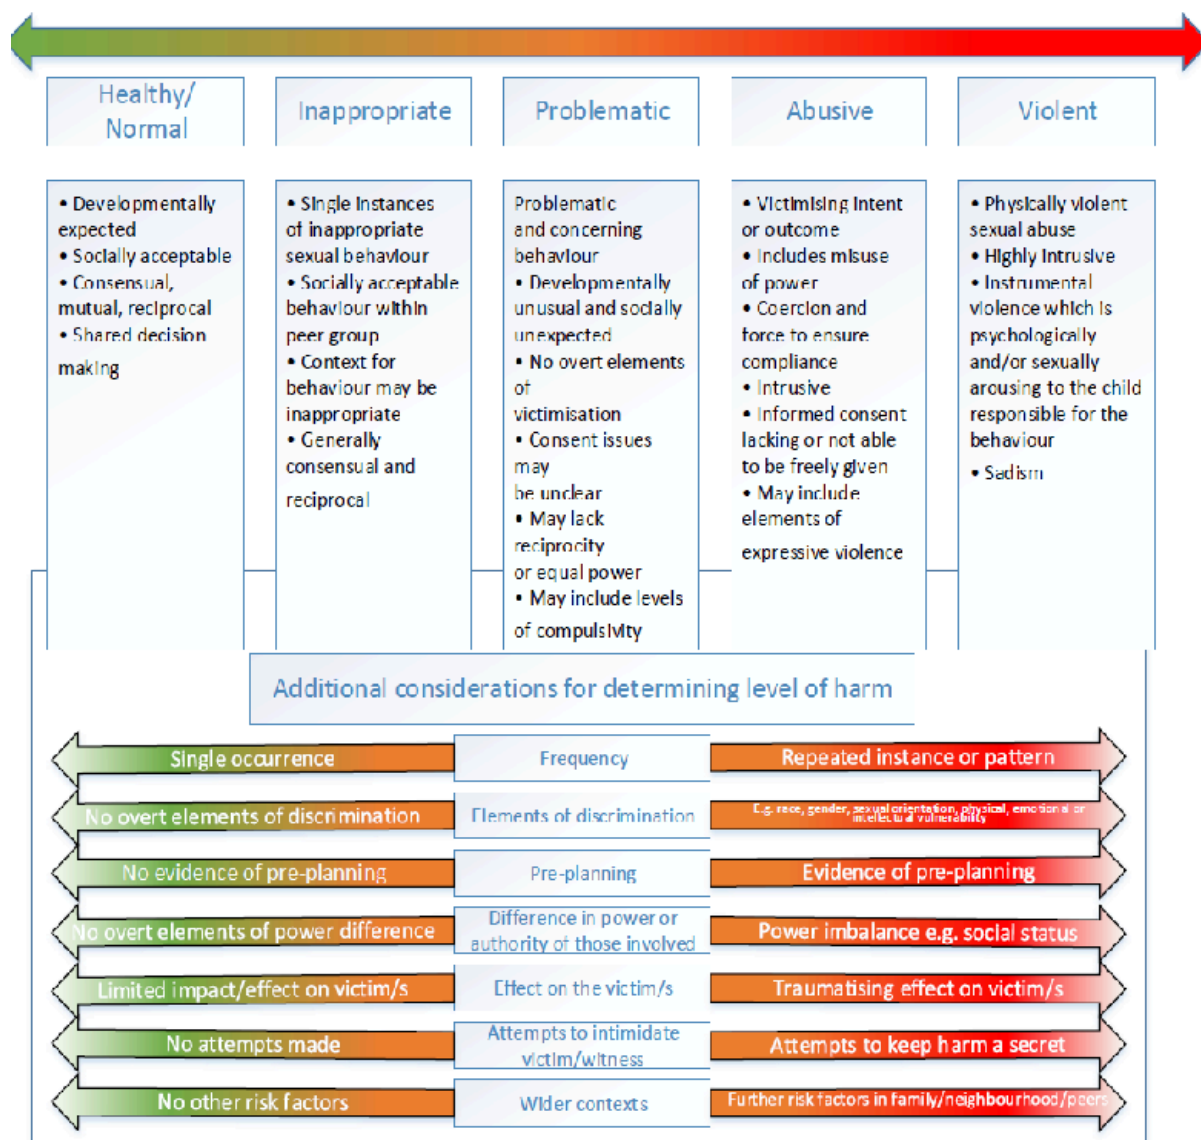 Healthy/
Normal
Inappropriate
Problematic
Abusive
Violent
• Developmentally
expected
• Socially acceptable
• Consensual,
mutual, reciprocal
• Shared decision
making
• Single instances
of inappropriate
sexual behaviour
• Socially acceptable
behaviour within
peer group
• Context for
behaviour may be
inappropriate
• Generally
consensual and
reciprocal
Problematic
and concerning
behaviour
• Developmentally
unusual and socially
unexpected
• No overt elements
of
victimisation
• Consent issues
may
be unclear
• May lack
reciprocity
or equal power
• May include levels
of compulsivity
• Victimising intent
or outcome
• Includes misuse
of power
• Coercion and
force to ensure
compliance
• Intrusive
• Informed consent
lacking or not able
to be freely given
• May include
elements of
expressive violence
• Physically violent
sexual abuse
• Highly intrusive
• Instrumental
violence which is
psychologically
and/or sexually
arousing to the child
responsible for the
behaviour
• Sadism
Additional considerations for determining level of harm
Single occurrence
Frequency
Repeated instance or pattern
No overt elements of discrimination
Elements of discrimination
E.g. race, gender, sexual orientation, physical, emotional or
intellectual vulnerability
No evidence of pre-planning
Pre-planning
Evidence of pre-planning
No overt elements of power difference
Difference in power or
authority of those involved
Power imbalance e.g. social status
Limited impact/effect on victim/s
Effect on the victim/s
Traumatising effect on victim/s
No attempts made
Attempts to intimidate
victim/witness
Attempts to keep harm a secret
No other risk factors
Wider contexts
Further risk factors in family/neighbourhood/peers